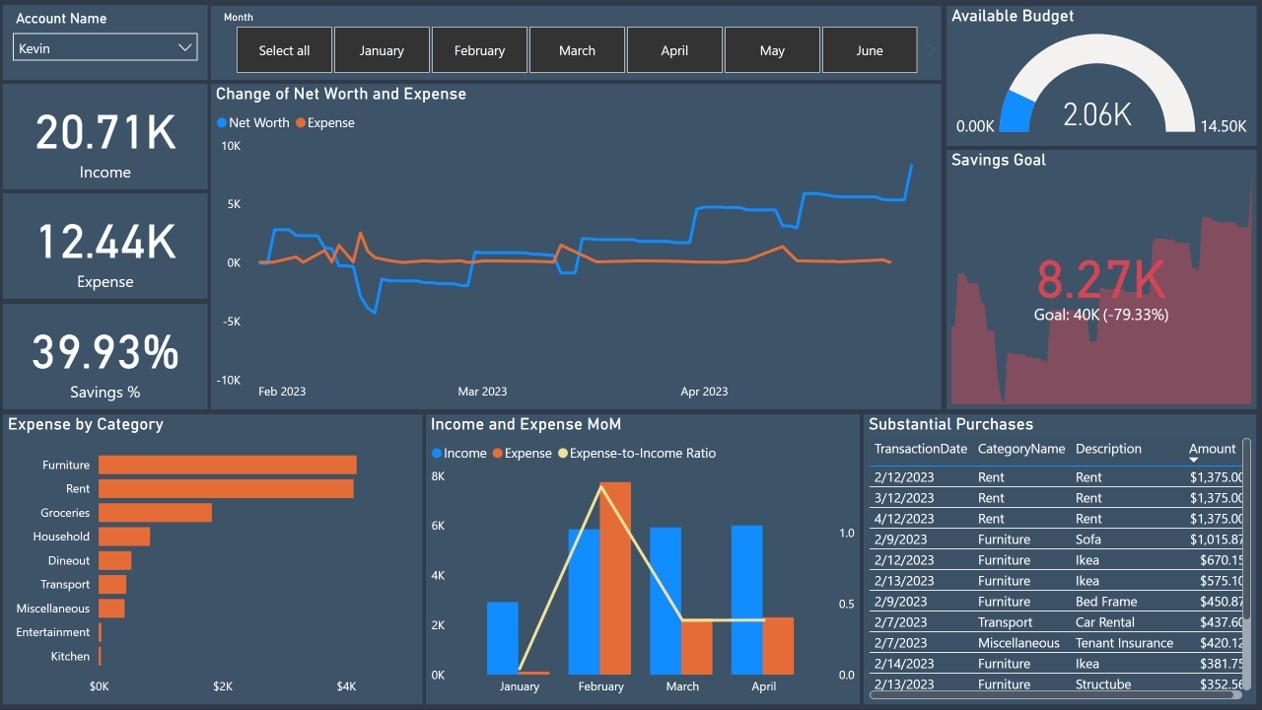 Account Name
Kevin
Month
Select all January February March April May June
Available Budget
2.06K
0.00K 14.50K
20.71K
Income
12.44K
Expense
39.93%
Savings %
Change of Net Worth and Expense
Net Worth Expense
10K
5K
0K
-5K
-10K
Feb 2023 Mar 2023 Apr 2023
Savings Goal
8.27K
Goal: 40K (-79.33%)
Expense by Category
Furniture
Rent
Groceries
Household
Dineout
Transport
Miscellaneous
Entertainment
Kitchen
$0K $2K $4K
Income and Expense MoM
Income Expense Expense-to-Income Ratio
8K
6K
4K
2K
0K
1.0
0.5
0.0
January February March April
Substantial Purchases
TransactionDate CategoryName Description Amount
2/12/2023 Rent Rent $1,375.00
3/12/2023 Rent Rent $1,375.00
4/12/2023 Rent Rent $1,375.00
2/9/2023 Furniture Sofa $1,015.87
2/12/2023 Furniture Ikea $670.15
2/13/2023 Furniture Ikea $575.10
2/9/2023 Furniture Bed Frame $450.87
2/7/2023 Transport Car Rental $437.60
2/7/2023 Miscellaneous Tenant Insurance $420.12
2/14/2023 Furniture Ikea $381.75
2/13/2023 Furniture Structube $352.56